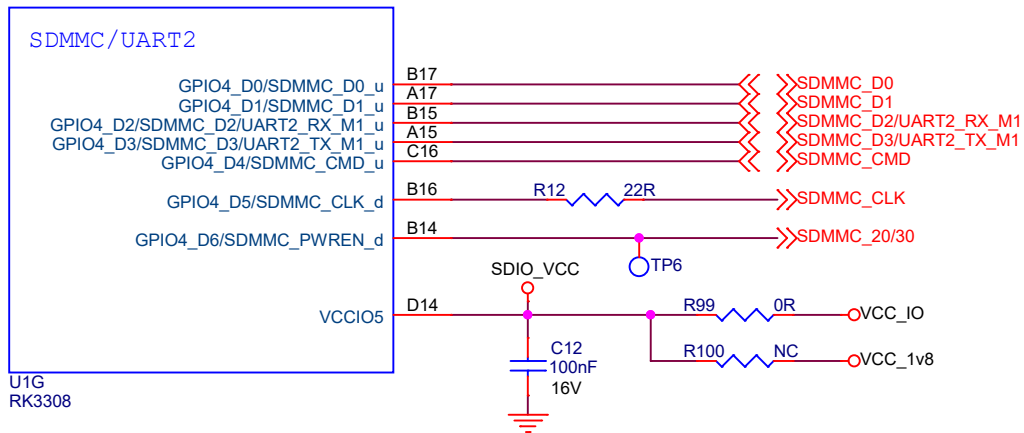 SDMMC/UART2
GPIO4_D0/SDMMC_D0_u B17 SDMMC_D0
GPIO4_D1/SDMMC_D1_u A17 SDMMC_D1
GPIO4_D2/SDMMC_D2/UART2_RX_M1_u B15 SDMMC_D2/UART2_RX_M1
GPIO4_D3/SDMMC_D3/UART2_TX_M1_u A15 SDMMC_D3/UART2_TX_M1
GPIO4_D4/SDMMC_CMD_u C16 SDMMC_CMD
GPIO4_D5/SDMMC_CLK_d B16 R12 22R SDMMC_CLK
GPIO4_D6/SDMMC_PWREN_d B14 SDMMC_20/30
TP6
SDIO_VCC
VCCIO5 D14 R99 0R VCC_IO
C12 R100 NC VCC_1v8
100nF
16V
U1G
RK3308